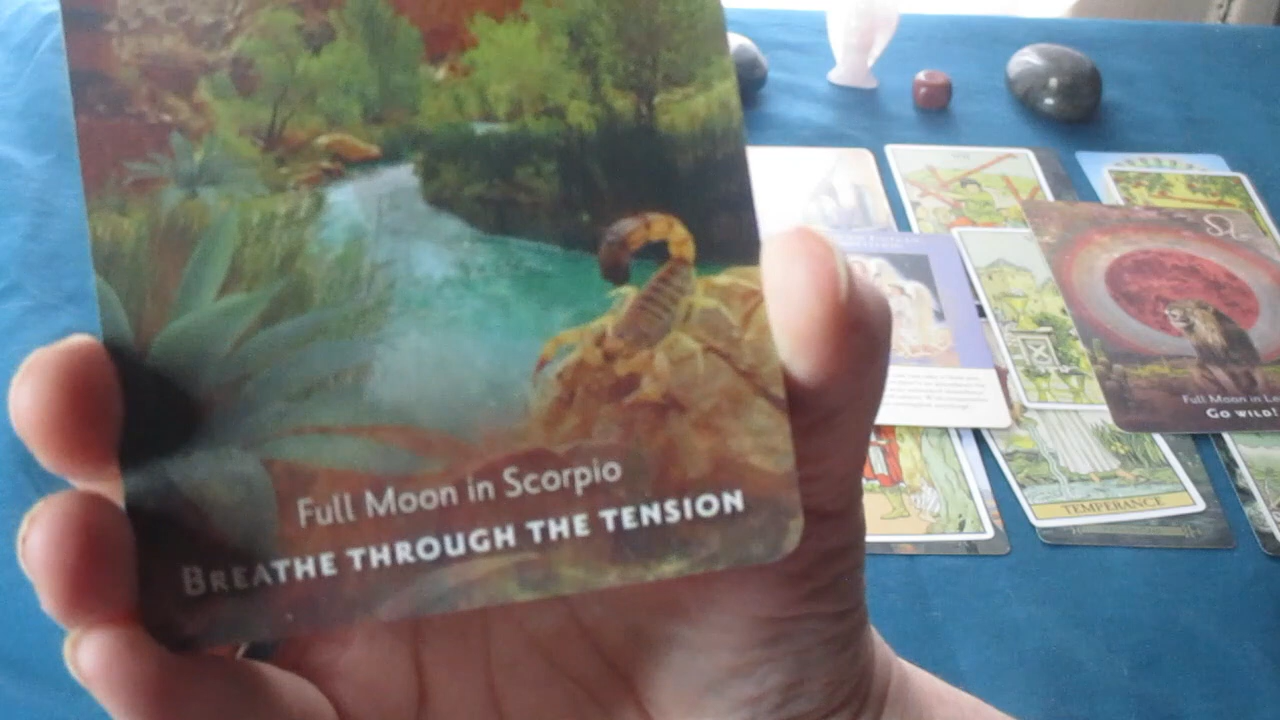 Full Moon in Scorpio
BREATHE THROUGH THE TENSION
Full Moon in Le
GO WILD!
TEMPERANCE